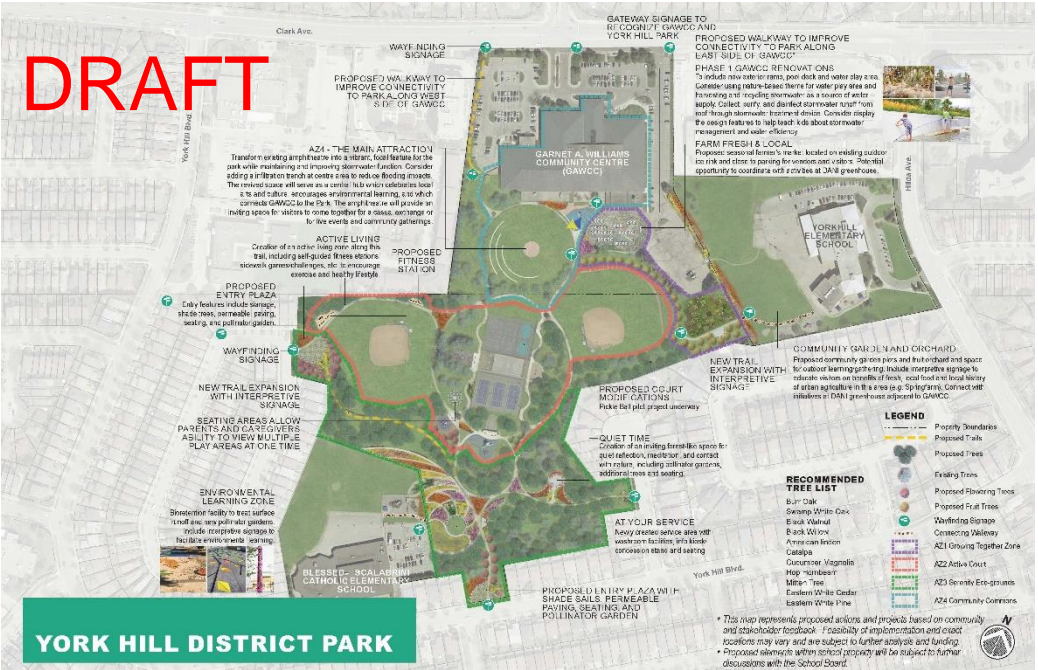 DRAFT
Clark Ave.
York Hill Blvd.
Hilda Ave.
York Hill Blvd.
GATEWAY SIGNAGE TO
RECOGNIZE GAWCC AND
YORK HILL PARK
WAYFINDING
SIGNAGE
PROPOSED WALKWAY TO
IMPROVE CONNECTIVITY
TO PARK ALONG WEST
SIDE OF GAWCC
AZ4 - THE MAIN ATTRACTION
Transform existing amphitheatre into a vibrant, focal feature for the
park while maintaining and improving stormwater function. Consider
adding a infiltration trench at centre area to reduce flooding impacts.
The revived space will serve as a central hub which celebrates local
arts and culture, encourages environmental learning, and which
connects GAWCC to the Park. The amphitheatre will provide an
inviting space for visitors to come together for a class, exchange or
for live events and community gatherings.
ACTIVE LIVING
Creation of an active living zone along this
trail, including self-guided fitness stations,
sidewalk games/challenges, etc. to encourage
exercise and healthy lifestyle
PROPOSED
FITNESS
STATION
PROPOSED
ENTRY PLAZA
Entry features include signage,
shade trees, permeable paving,
seating, and pollinator garden.
WAYFINDING
SIGNAGE
NEW TRAIL EXPANSION
WITH INTERPRETIVE
SIGNAGE
SEATING AREAS ALLOW
PARENTS AND CAREGIVERS
ABILITY TO VIEW MULTIPLE
PLAY AREAS AT ONE TIME
ENVIRONMENTAL
LEARNING ZONE
Bioretention facility to treat surface
runoff and new pollinator gardens.
Include interpretive signage to
facilitate environmental learning.
PROPOSED WALKWAY TO IMPROVE
CONNECTIVITY TO PARK ALONG
EAST SIDE OF GAWCC*
PHASE 1 GAWCC RENOVATIONS
To include new exterior ramp, pool deck and water play area.
Consider using nature-based theme for water play area and
harvesting and recycling stormwater as a source of water
supply. Collect, purify, and disinfect stormwater runoff from
roof through stormwater treatment device. Consider display
the design features to help teach kids about stormwater
management and water efficiency.
FARM FRESH & LOCAL
Proposed seasonal farmer's market located on existing outdoor
ice rink and close to parking for vendors and visitors. Potential
opportunity to coordinate with activities at DANI greenhouse.
GARNET A. WILLIAMS
COMMUNITY CENTRE
(GAWCC)
YORKHILL
ELEMENTARY
SCHOOL
NEW TRAIL
EXPANSION WITH
INTERPRETIVE
SIGNAGE
COMMUNITY GARDEN AND ORCHARD
Proposed community garden plots and fruit orchard and space
for outdoor learning/gathering. Include interpretive signage to
educate visitors on benefits of fresh, local food and local history
of urban agriculture in this area (e.g. Springfarm). Connect with
initiatives at DANI greenhouse adjacent to GAWCC.
PROPOSED COURT
MODIFICATIONS
Pickle Ball pilot project underway
QUIET TIME
Creation of an inviting forest-like space for
quiet reflection, meditation, and contact
with nature, including pollinator gardens,
additional trees and seating.
AT YOUR SERVICE
Newly created service area with
washroom facilities, info kiosk/
concession stand and seating
PROPOSED ENTRY PLAZA WITH
SHADE SAILS, PERMEABLE
PAVING, SEATING, AND
POLLINATOR GARDEN
BLESSED SCALABRINI
CATHOLIC ELEMENTARY
SCHOOL
RECOMMENDED
TREE LIST
Burr Oak
Swamp White Oak
Black Walnut
Black Willow
American linden
Catalpa
Cucumber Magnolia
Hop Hornbeam
Mitten Tree
Eastern White Cedar
Eastern White Pine
LEGEND
Property Boundaries
Proposed Trails
Proposed Trees
Existing Trees
Proposed Flowering Trees
Proposed Fruit Trees
Wayfinding Signage
Connecting Walkway
AZ1 Growing Together Zone
AZ2 Active Court
AZ3 Serenity Eco-grounds
AZ4 Community Commons
* This map represents proposed actions and projects based on community
and stakeholder feedback. Feasibility of implementation and exact
locations may vary and are subject to further analysis and funding.
* Proposed elements within school property will be subject to further
discussions with the School Board.
N
YORK HILL DISTRICT PARK